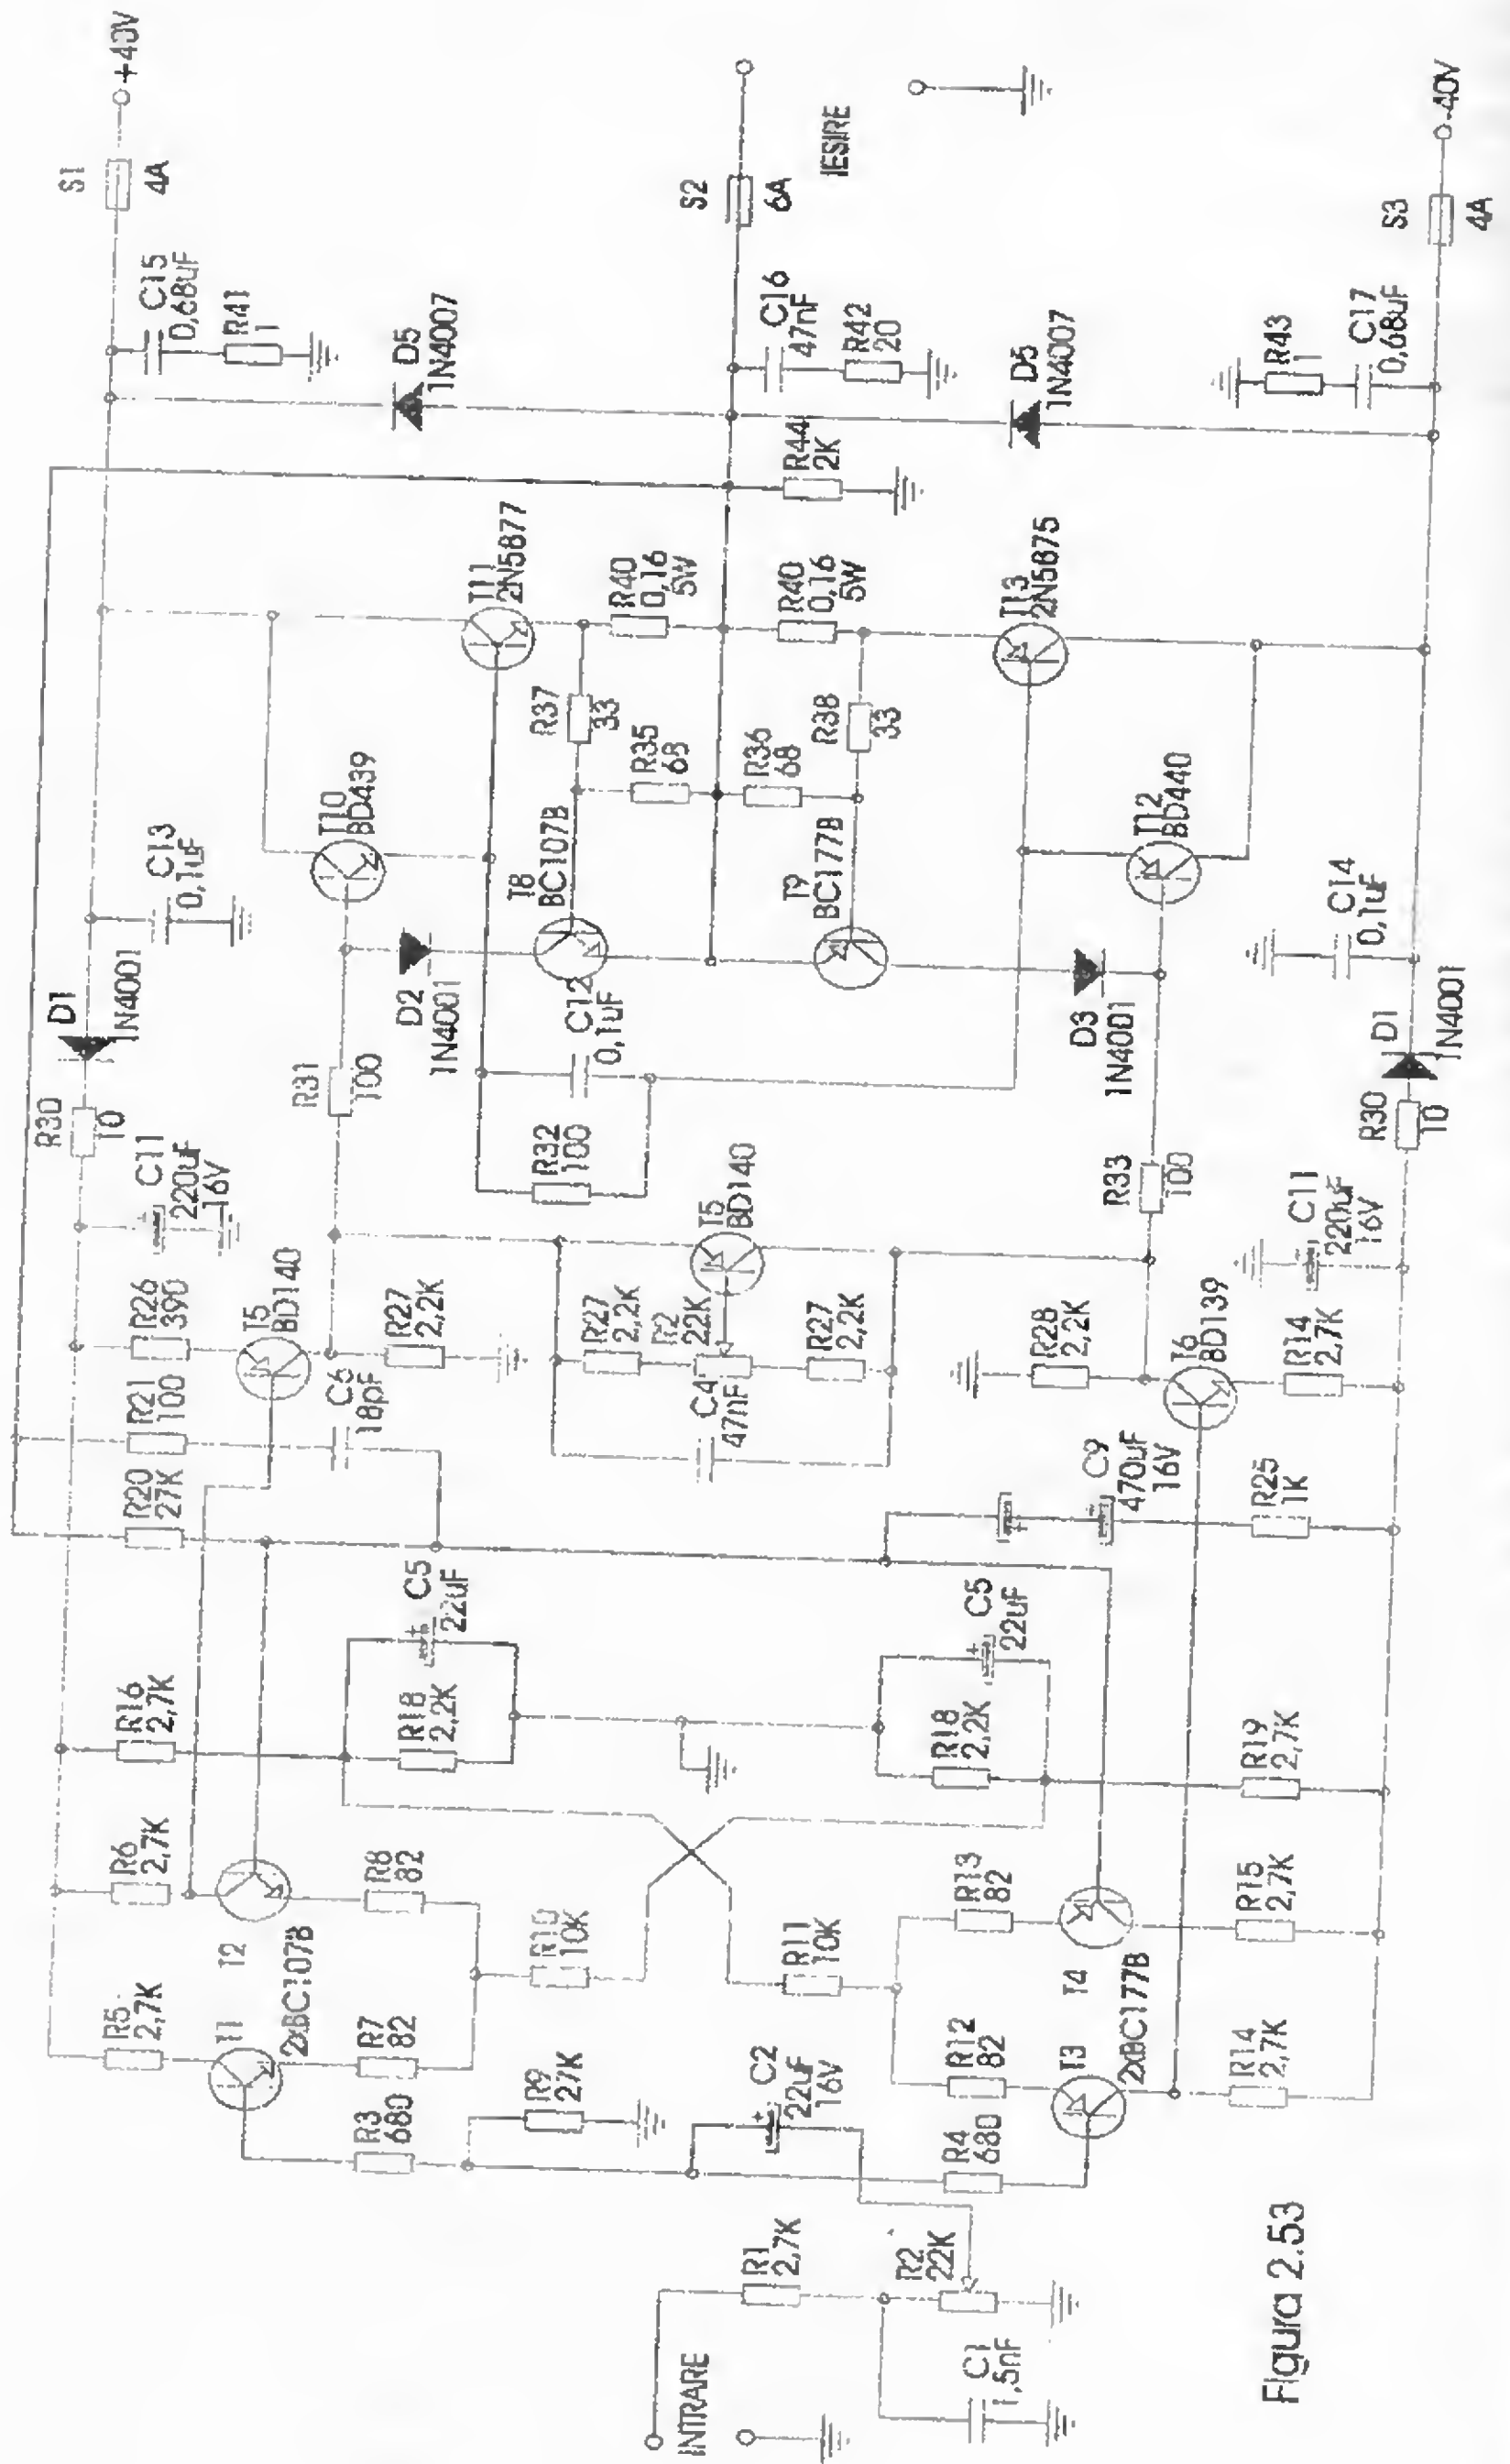 INTRARE
C1
1,5nF
R1
2,7K
R2
22K
R3
680
R9
27K
C2
22uF
16V
R4
680
R5
2,7K
T1
2xBC107B
R7
82
R12
82
T3
2xBC177B
R14
2,7K
R6
2,7K
T2
R8
82
R10
10K
R11
10K
R13
82
T4
R15
2,7K
R16
2,7K
R18
2,2K
C5
22uF
R18
2,2K
C5
22uF
R19
2,7K
R20
27K
R21
100
C6
18pF
R26
390
T5
BD140
R27
2,2K
C4
47nF
R27
2,2K
R2
22K
R27
2,2K
T5
BD140
C9
470uF
16V
R25
1K
R28
2,2K
T6
BD139
R14
2,7K
C11
220uF
16V
C11
220uF
16V
R30
10
D1
1N4001
R31
100
R32
100
C12
0,1uF
R33
100
R30
10
D1
1N4001
C13
0,1uF
D2
1N4001
T8
BC107B
T9
BC177B
D3
1N4001
C14
0,1uF
T10
BD439
R37
33
R35
68
R36
68
R38
33
T12
BD440
T11
2N5877
R40
0,16
5W
R40
0,16
5W
T13
2N5875
R44
2K
D5
1N4007
D5
1N4007
C15
0,68uF
R41
1
C16
47nF
R42
20
R43
1
C17
0,68uF
S1
4A
+40V
S2
6A
IESIRE
S3
4A
-40V
Figura 2.53